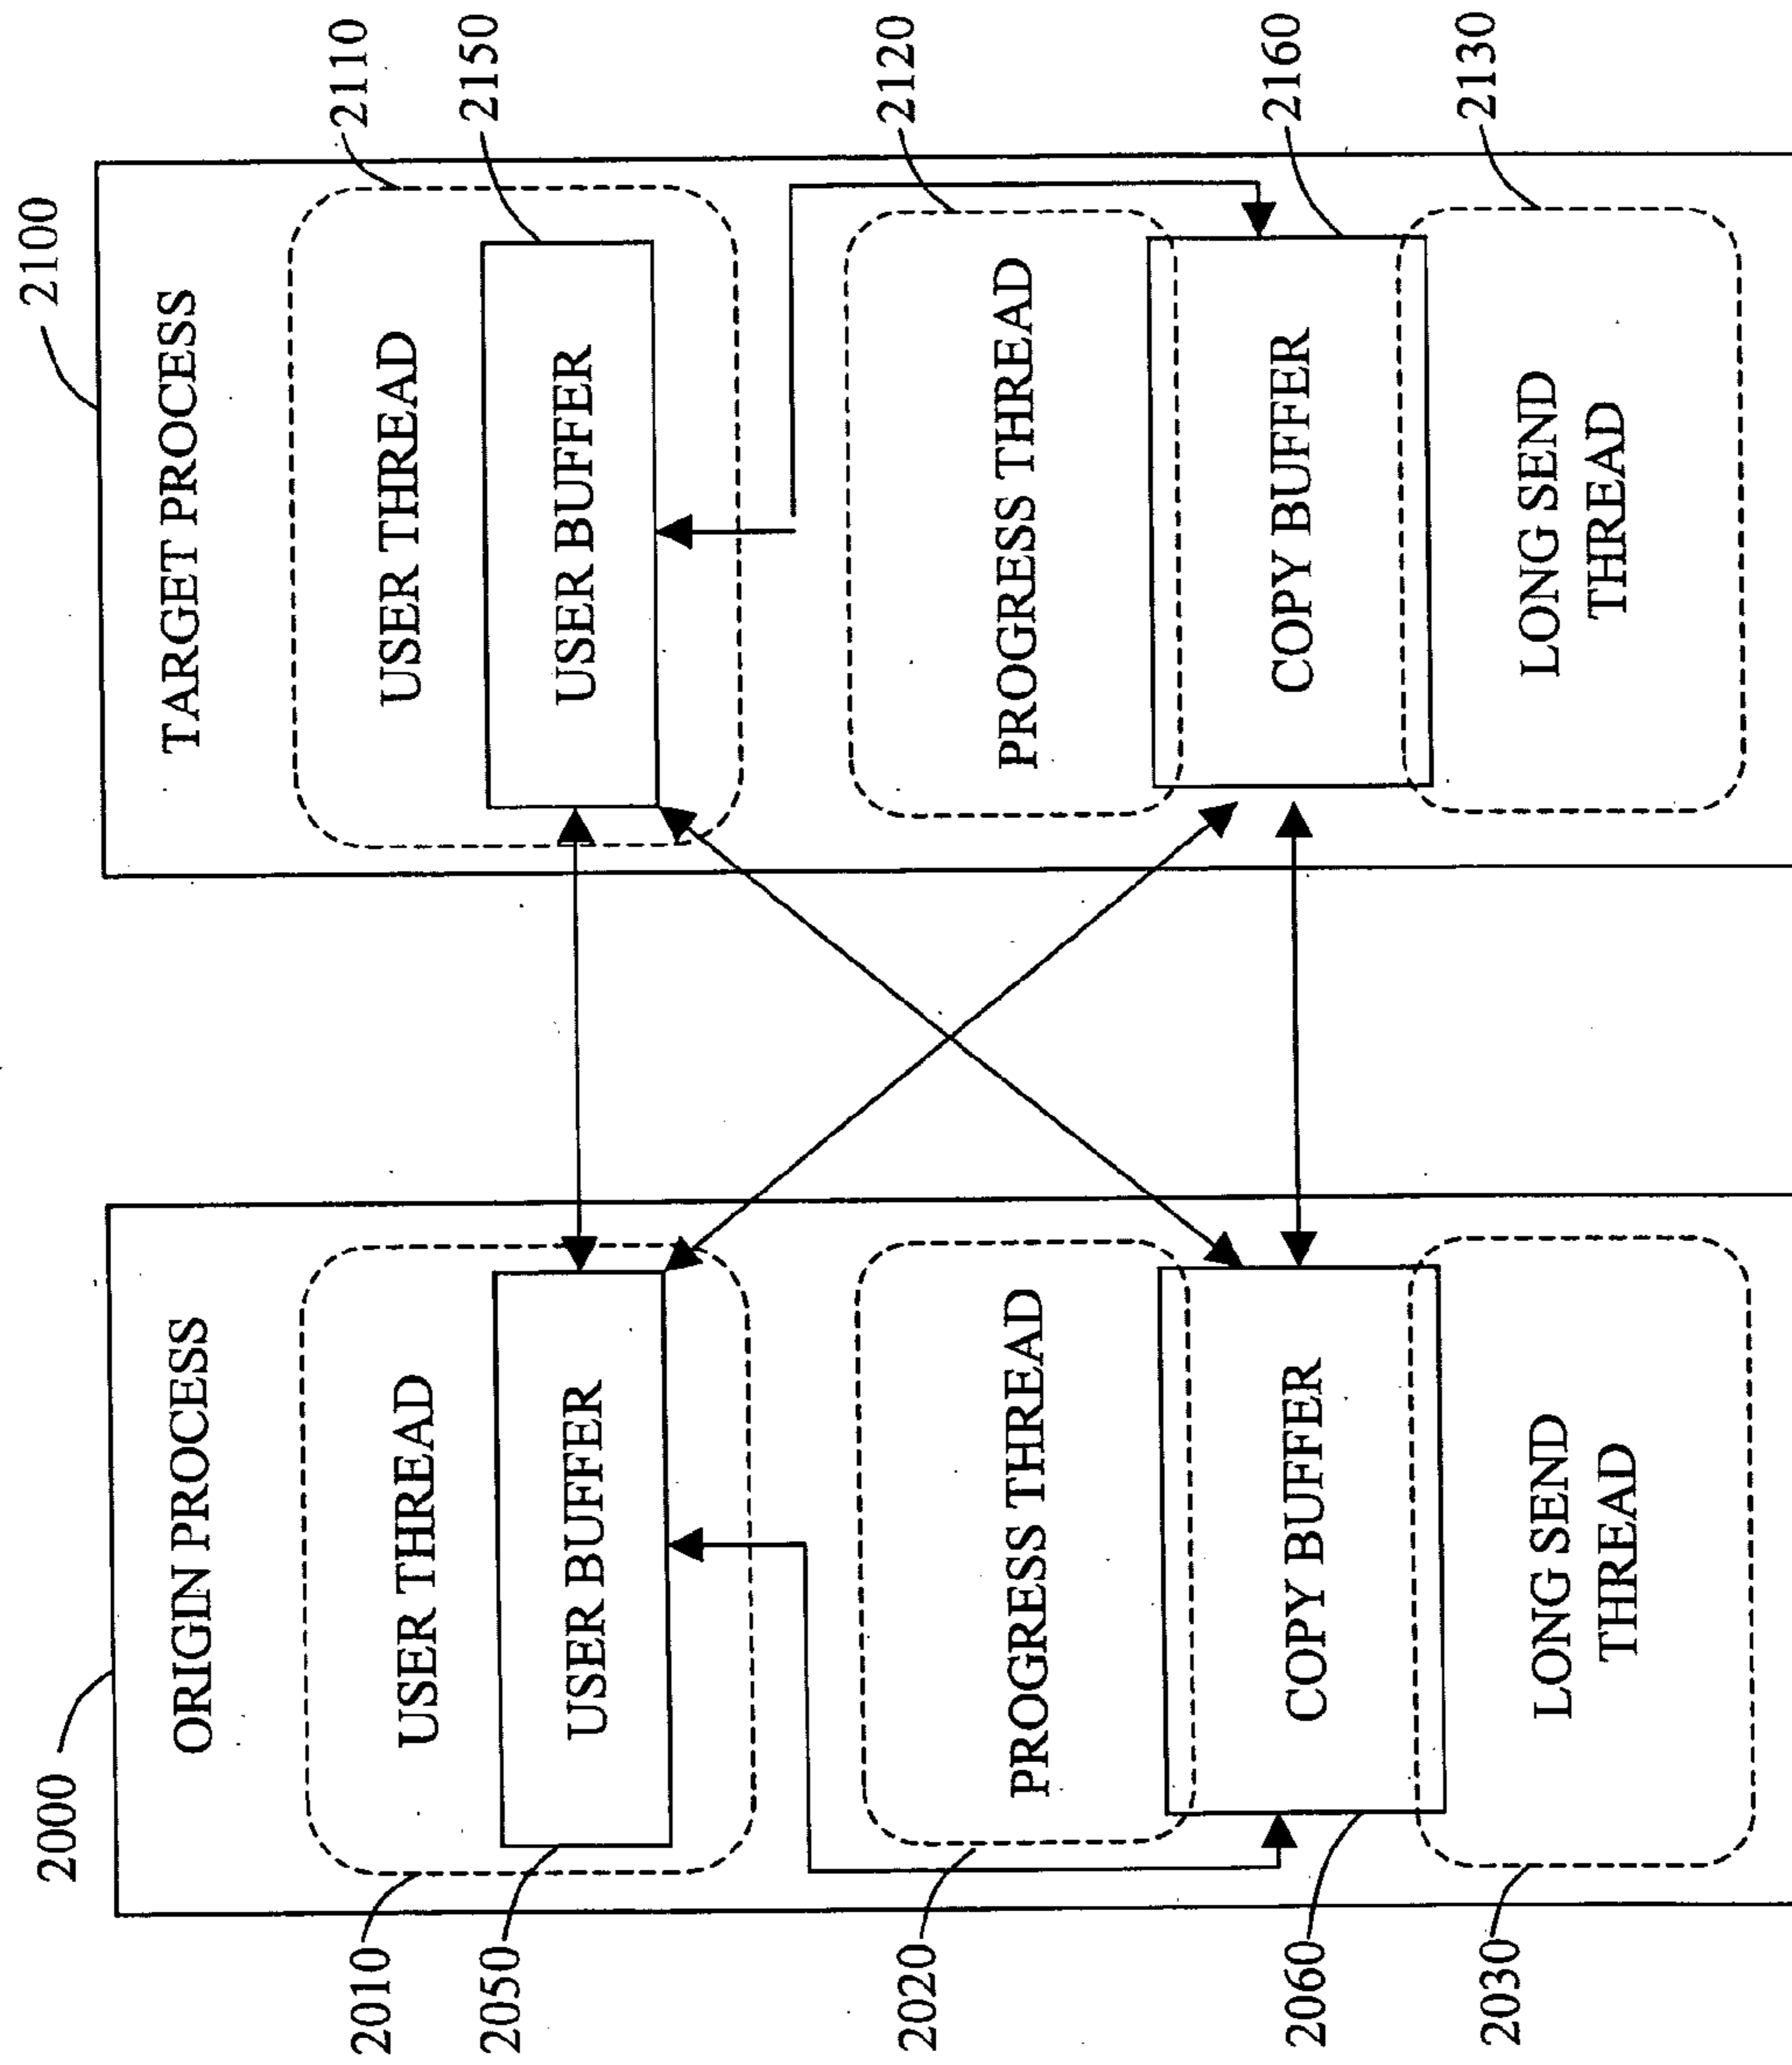 2000
ORIGIN PROCESS
2010
USER THREAD
2050
USER BUFFER
2020
PROGRESS THREAD
2060
COPY BUFFER
2030
LONG SEND
THREAD
2100
TARGET PROCESS
2110
USER THREAD
2150
USER BUFFER
2120
PROGRESS THREAD
2160
COPY BUFFER
2130
LONG SEND
THREAD